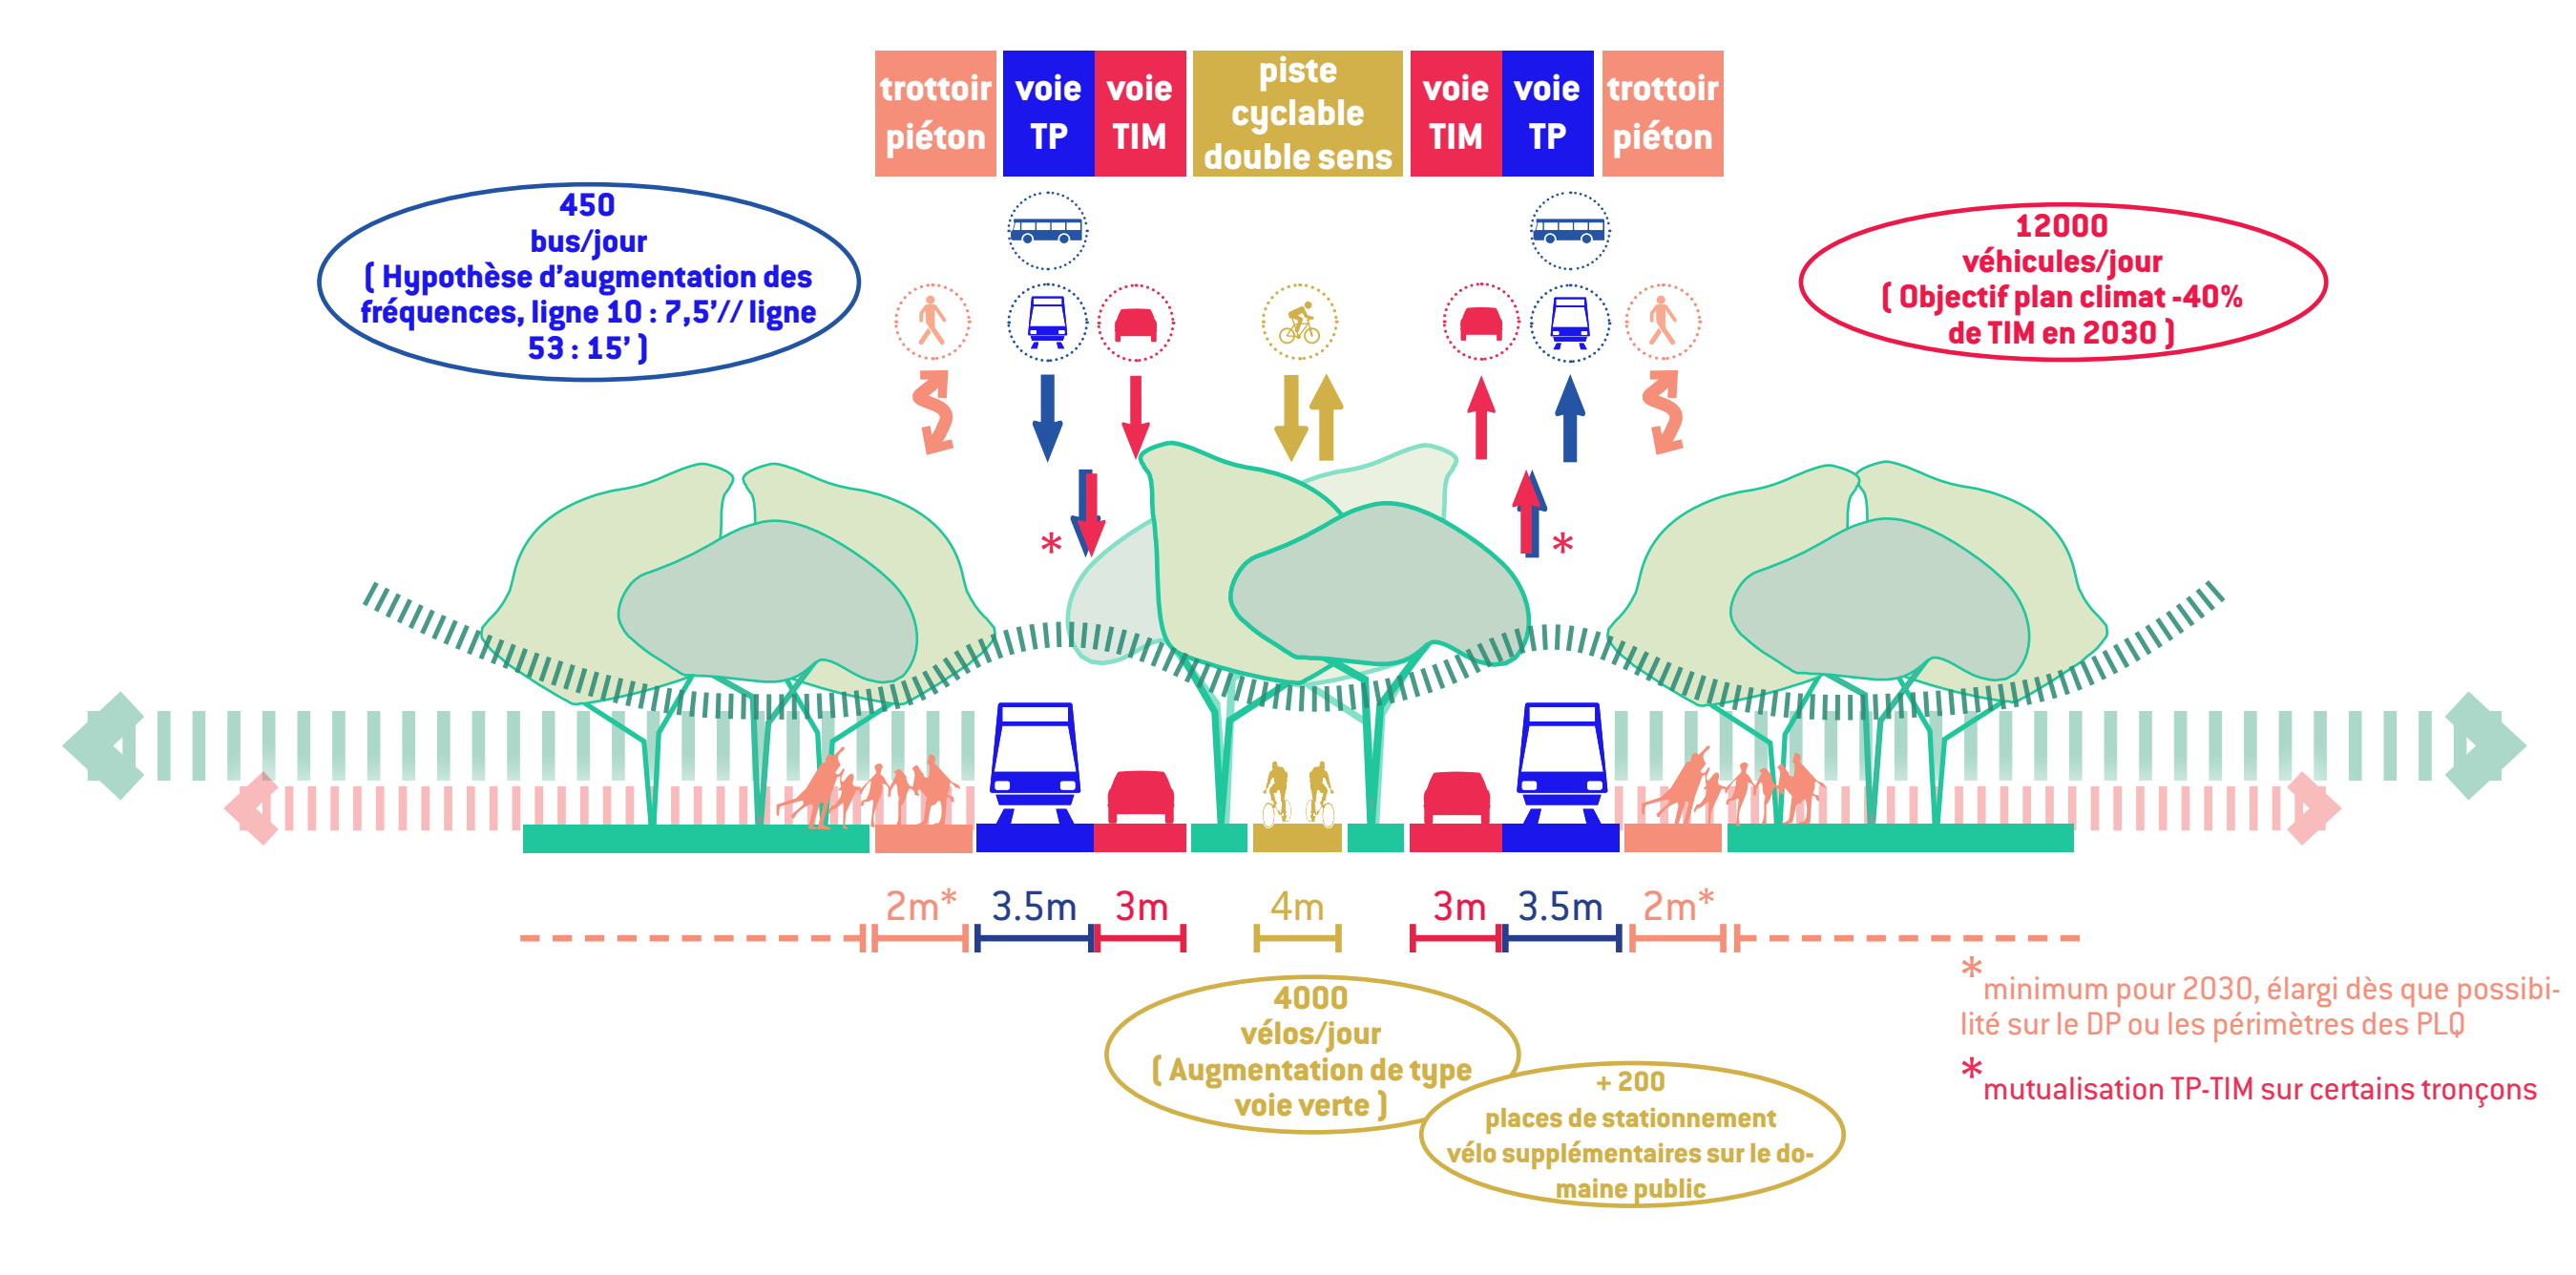 trottoir
piéton
voie
TP
voie
TIM
piste
cyclable
double sens
voie
TIM
voie
TP
trottoir
piéton
450
bus/jour
( Hypothèse d’augmentation des
fréquences, ligne 10 : 7,5’// ligne
53 : 15’ )
12000
véhicules/jour
( Objectif plan climat -40%
de TIM en 2030 )
*
*
2m*
3.5m
3m
4m
3m
3.5m
2m*
4000
vélos/jour
( Augmentation de type
voie verte )
+ 200
places de stationnement
vélo supplémentaires sur le do-
maine public
*minimum pour 2030, élargi dès que possibi-
lité sur le DP ou les périmètres des PLQ
*mutualisation TP-TIM sur certains tronçons